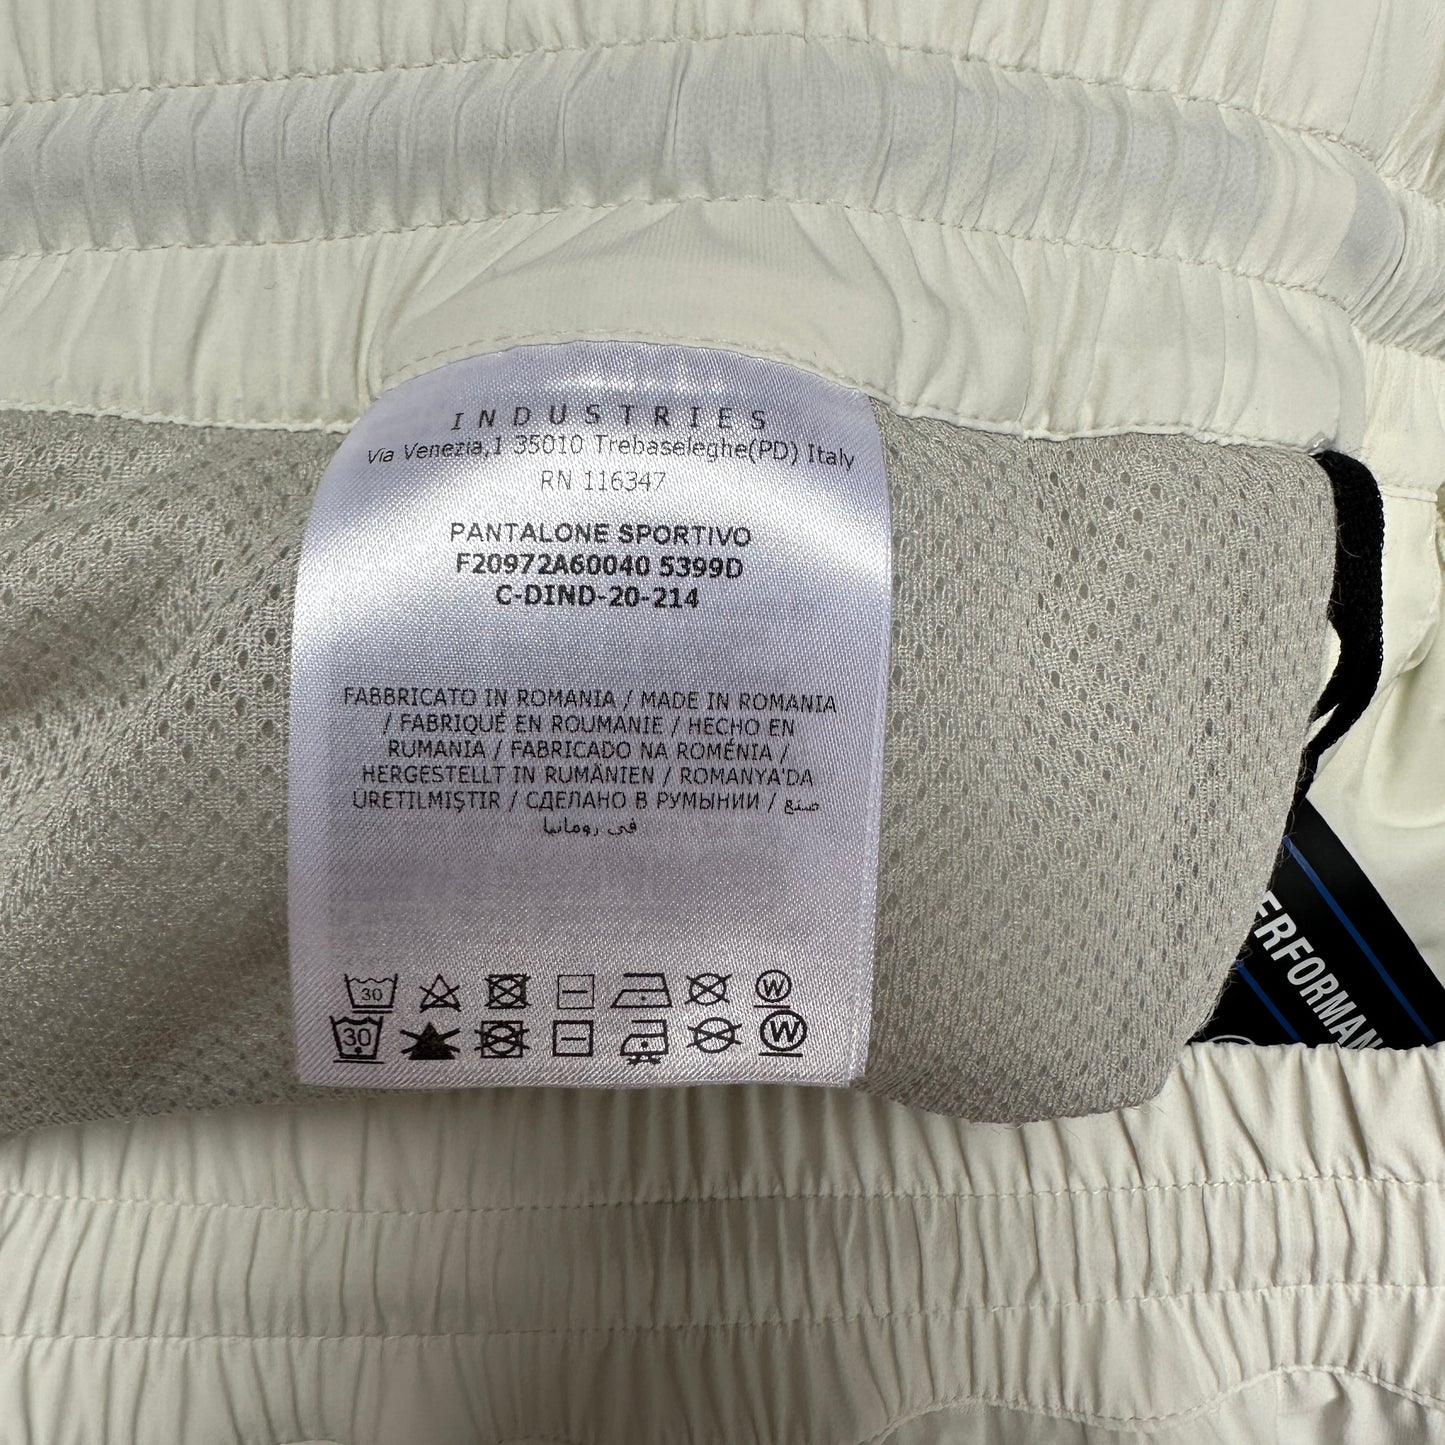 INDUSTRIES
Via Venezia,1 35010 Trebaseleghe(PD) Italy
RN 116347
PANTALONE SPORTIVO
F20972A60040 5399D
C-DIND-20-214
FABBRICATO IN ROMANIA / MADE IN ROMANIA
/ FABRIQUÉ EN ROUMANIE / HECHO EN
RUMANIA / FABRICADO NA ROMÉNIA /
HERGESTELLT IN RUMÄNIEN / ROMANYA'DA
ÜRETILMIŞTIR / СДЕЛАНО В РУМЫНИИ / صنع
في رومانيا
30 W
30 W
ERFORMAN